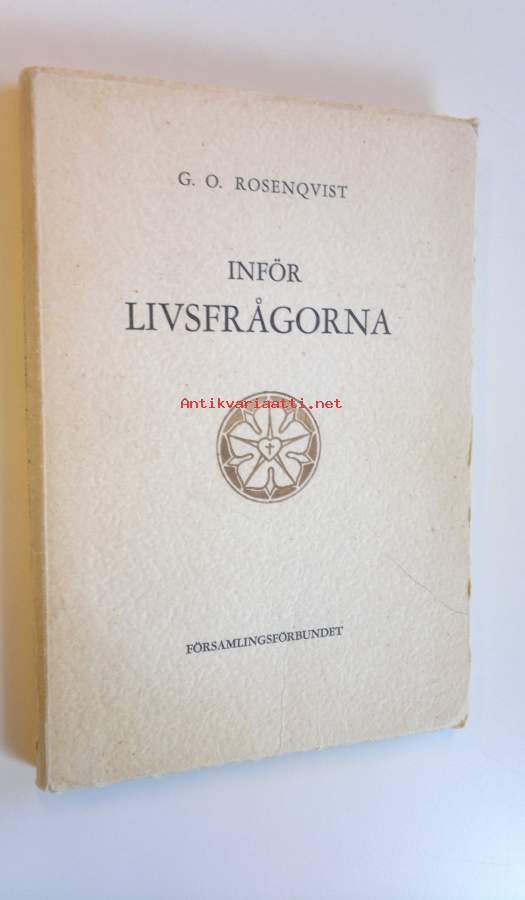 G. O. ROSENQVIST
INFÖR
LIVSFRÅGORNA
Antikvariaatti.net
FÖRSAMLINGSFÖRBUNDET